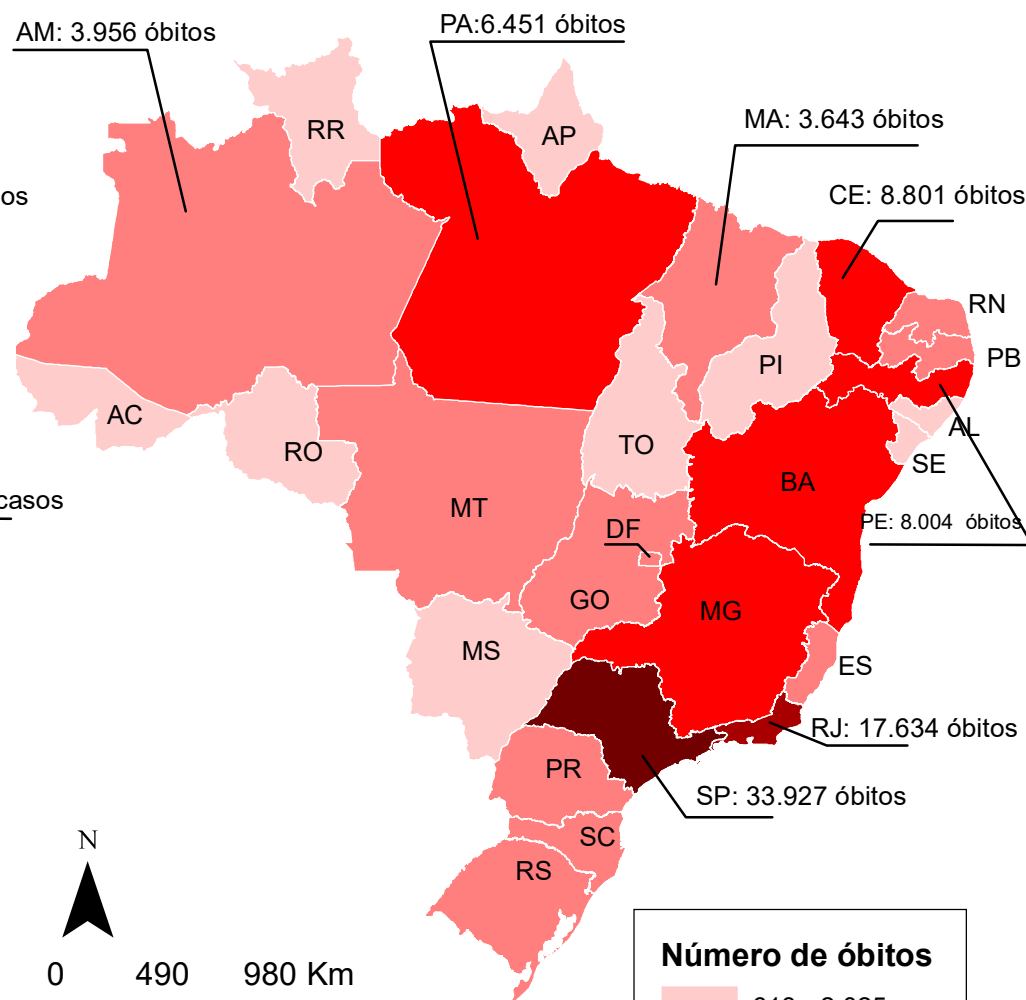 AM: 3.956 óbitos
PA:6.451 óbitos
RR
AP
MA: 3.643 óbitos
CE: 8.801 óbitos
os
RN
PB
PI
AC
RO
TO
AL
SE
BA
casos
MT
DF
PE: 8.004 óbitos
GO
MG
MS
ES
RJ: 17.634 óbitos
PR
SP: 33.927 óbitos
N
SC
RS
0 490 980 Km
Número de óbitos